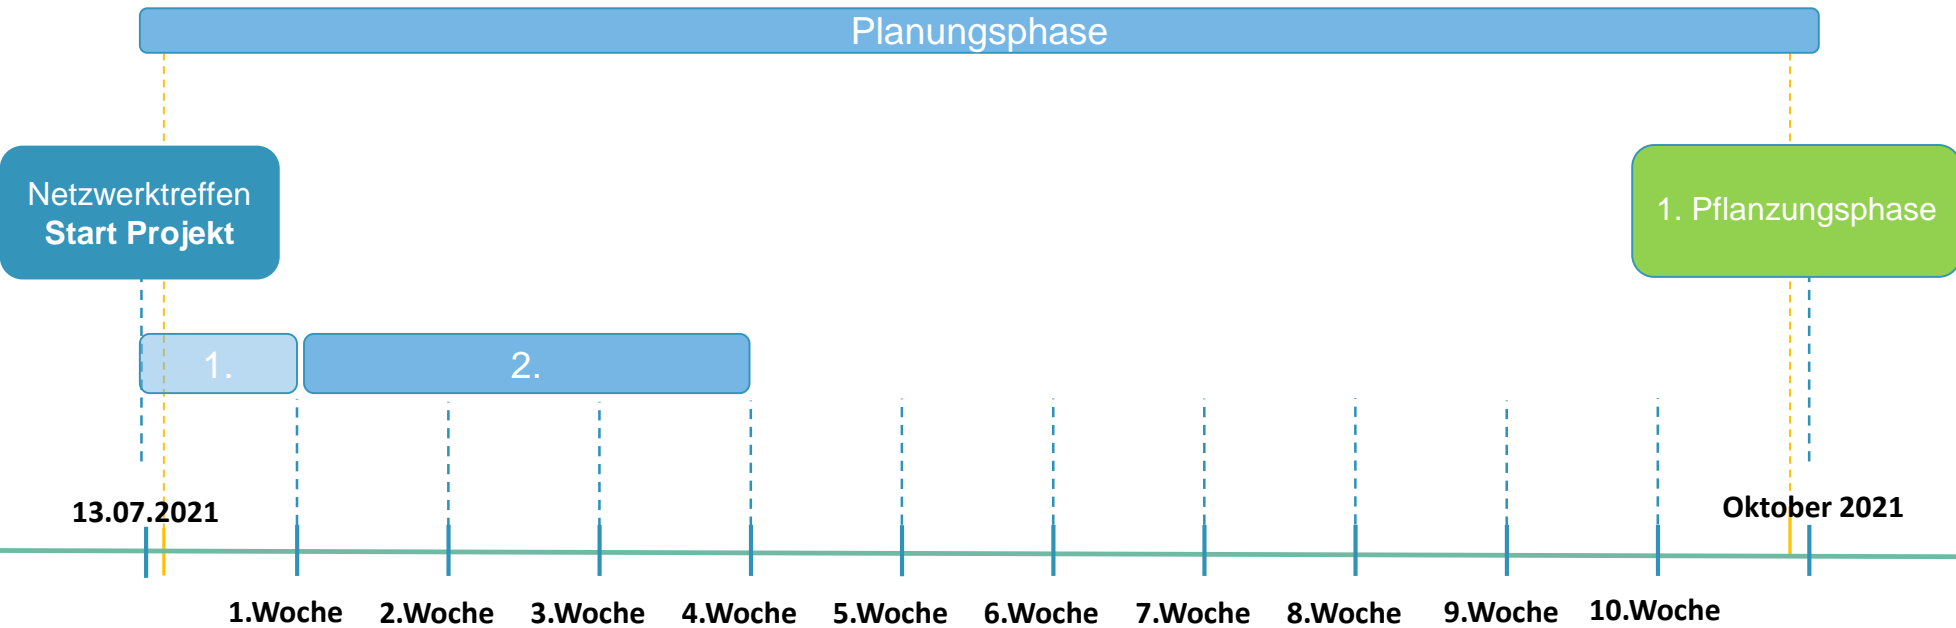 Planungsphase
Netzwerktreffen
Start Projekt
1. Pflanzungsphase
1.
2.
13.07.2021
Oktober 2021
1.Woche
2.Woche
3.Woche
4.Woche
5.Woche
6.Woche
7.Woche
8.Woche
9.Woche
10.Woche